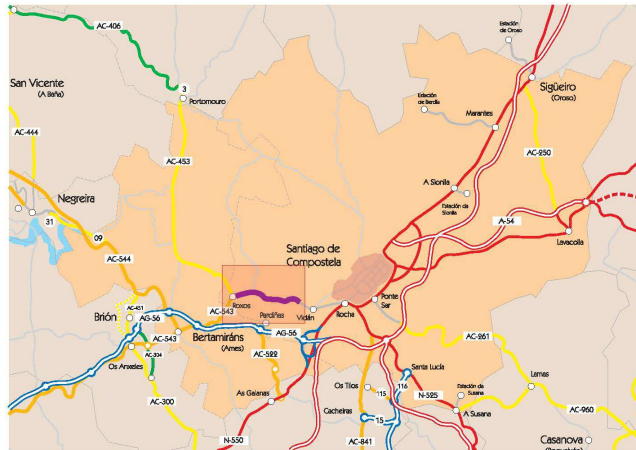 AC-406
Estación
de Oroso
San Vicente
(A Baña)
3
Portomouro
Sigüeiro
(Oroso)
Estación
de Berdía
Marantes
AC-444
AC-453
AC-250
Negreira
31
09
A Sionlla
Estación de
Sionlla
A-54
Lavacolla
AC-544
Santiago de
Compostela
AC-543
Roxos
Pardiñas
Vidán
Rocha
Ponte
Sar
AC-451
Brión
AG-56
AC-543
Bertamiráns
(Ames)
AG-56
AC-261
AC-304
Os Anxeles
AC-522
AC-300
Santa Lucía
Os Tilos
115
116
N-525
Estación de
Susana
Lamas
As Galanas
Cacheiras
15
A Susana
AC-960
N-550
AC-841
Casanova